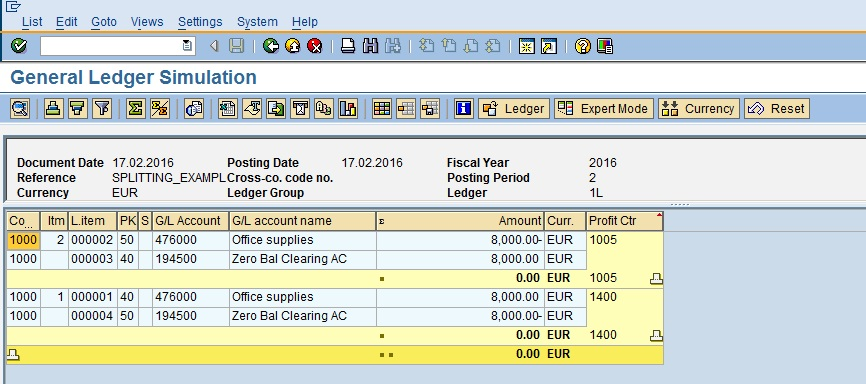 List Edit Goto Views Settings System Help
General Ledger Simulation
Ledger Expert Mode Currency Reset
Document Date 17.02.2016 Posting Date 17.02.2016 Fiscal Year 2016
Reference SPLITTING_EXAMPL Cross-co. code no. Posting Period 2
Currency EUR Ledger Group Ledger 1L
Co... Itm L.item PK S G/L Account G/L account name Σ Amount Curr. Profit Ctr
1000 2 000002 50 476000 Office supplies 8,000.00- EUR 1005
1000 000003 40 194500 Zero Bal Clearing AC 8,000.00 EUR
0.00 EUR 1005
1000 1 000001 40 476000 Office supplies 8,000.00 EUR 1400
1000 000004 50 194500 Zero Bal Clearing AC 8,000.00- EUR
0.00 EUR 1400
0.00 EUR